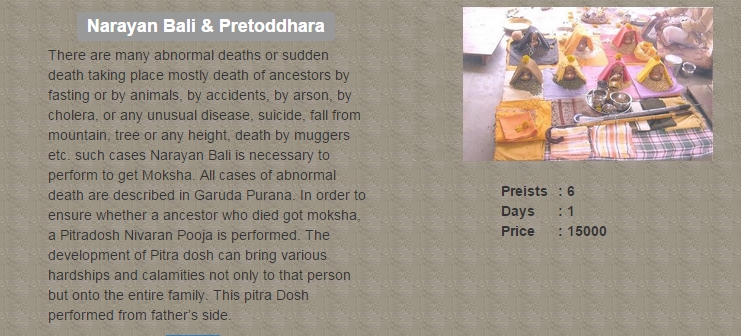 Narayan Bali & Pretoddhara
There are many abnormal deaths or sudden
death taking place mostly death of ancestors by
fasting or by animals, by accidents, by arson, by
cholera, or any unusual disease, suicide, fall from
mountain, tree or any height, death by muggers
etc. such cases Narayan Bali is necessary to
perform to get Moksha. All cases of abnormal
death are described in Garuda Purana. In order to
ensure whether a ancestor who died got moksha,
a Pitradosh Nivaran Pooja is performed. The
development of Pitra dosh can bring various
hardships and calamities not only to that person
but onto the entire family. This pitra Dosh
performed from father's side.
Preists : 6
Days : 1
Price : 15000